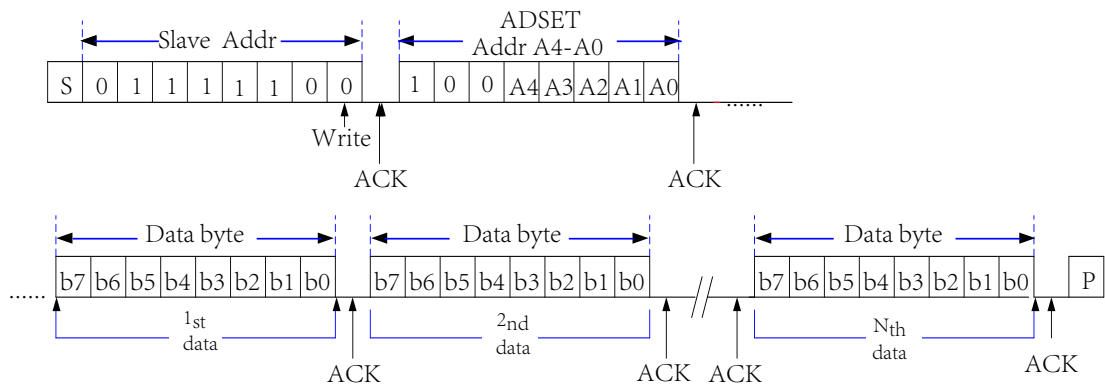 Slave Addr
ADSET
Addr A4-A0
S 0 1 1 1 1 1 0 0
1 0 0 A4 A3 A2 A1 A0
......
Write
ACK
ACK
Data byte
Data byte
Data byte
...... b7 b6 b5 b4 b3 b2 b1 b0
b7 b6 b5 b4 b3 b2 b1 b0
//
b7 b6 b5 b4 b3 b2 b1 b0
P
1st
data
2nd
data
Nth
data
ACK
ACK
ACK
ACK